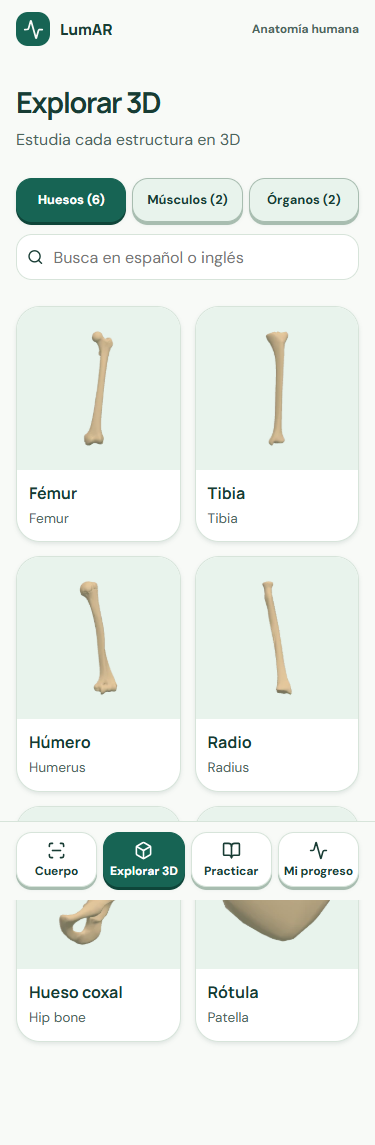 LumAR
Anatomía humana
Explorar 3D
Estudia cada estructura en 3D
Huesos (6)
Músculos (2)
Órganos (2)
Busca en español o inglés
Fémur
Femur
Tibia
Tibia
Húmero
Humerus
Radio
Radius
Cuerpo
Explorar 3D
Practicar
Mi progreso
Hueso coxal
Hip bone
Rótula
Patella